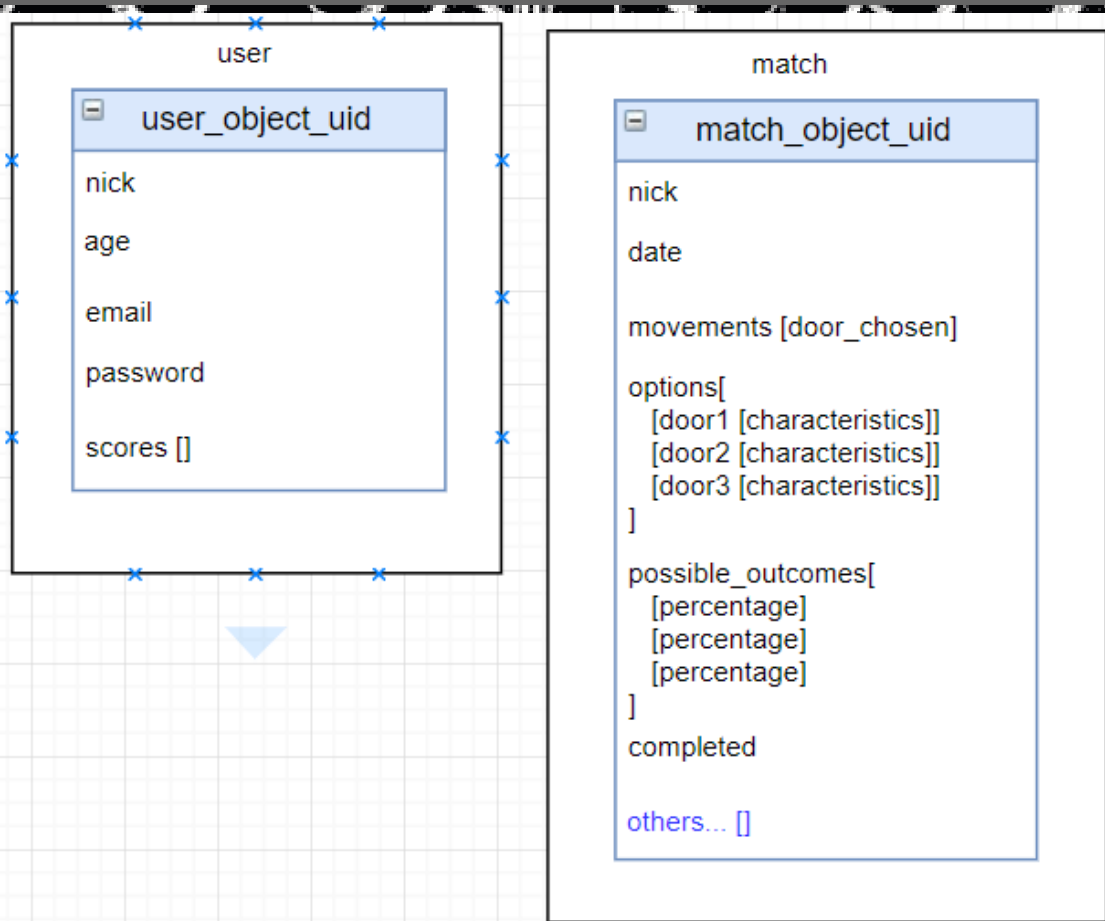 user
user_object_uid
nick
age
email
password
scores []
match
match_object_uid
nick
date
movements [door_chosen]
options[
[door1 [characteristics]]
[door2 [characteristics]]
[door3 [characteristics]]
]
possible_outcomes[
[percentage]
[percentage]
[percentage]
]
completed
others... []